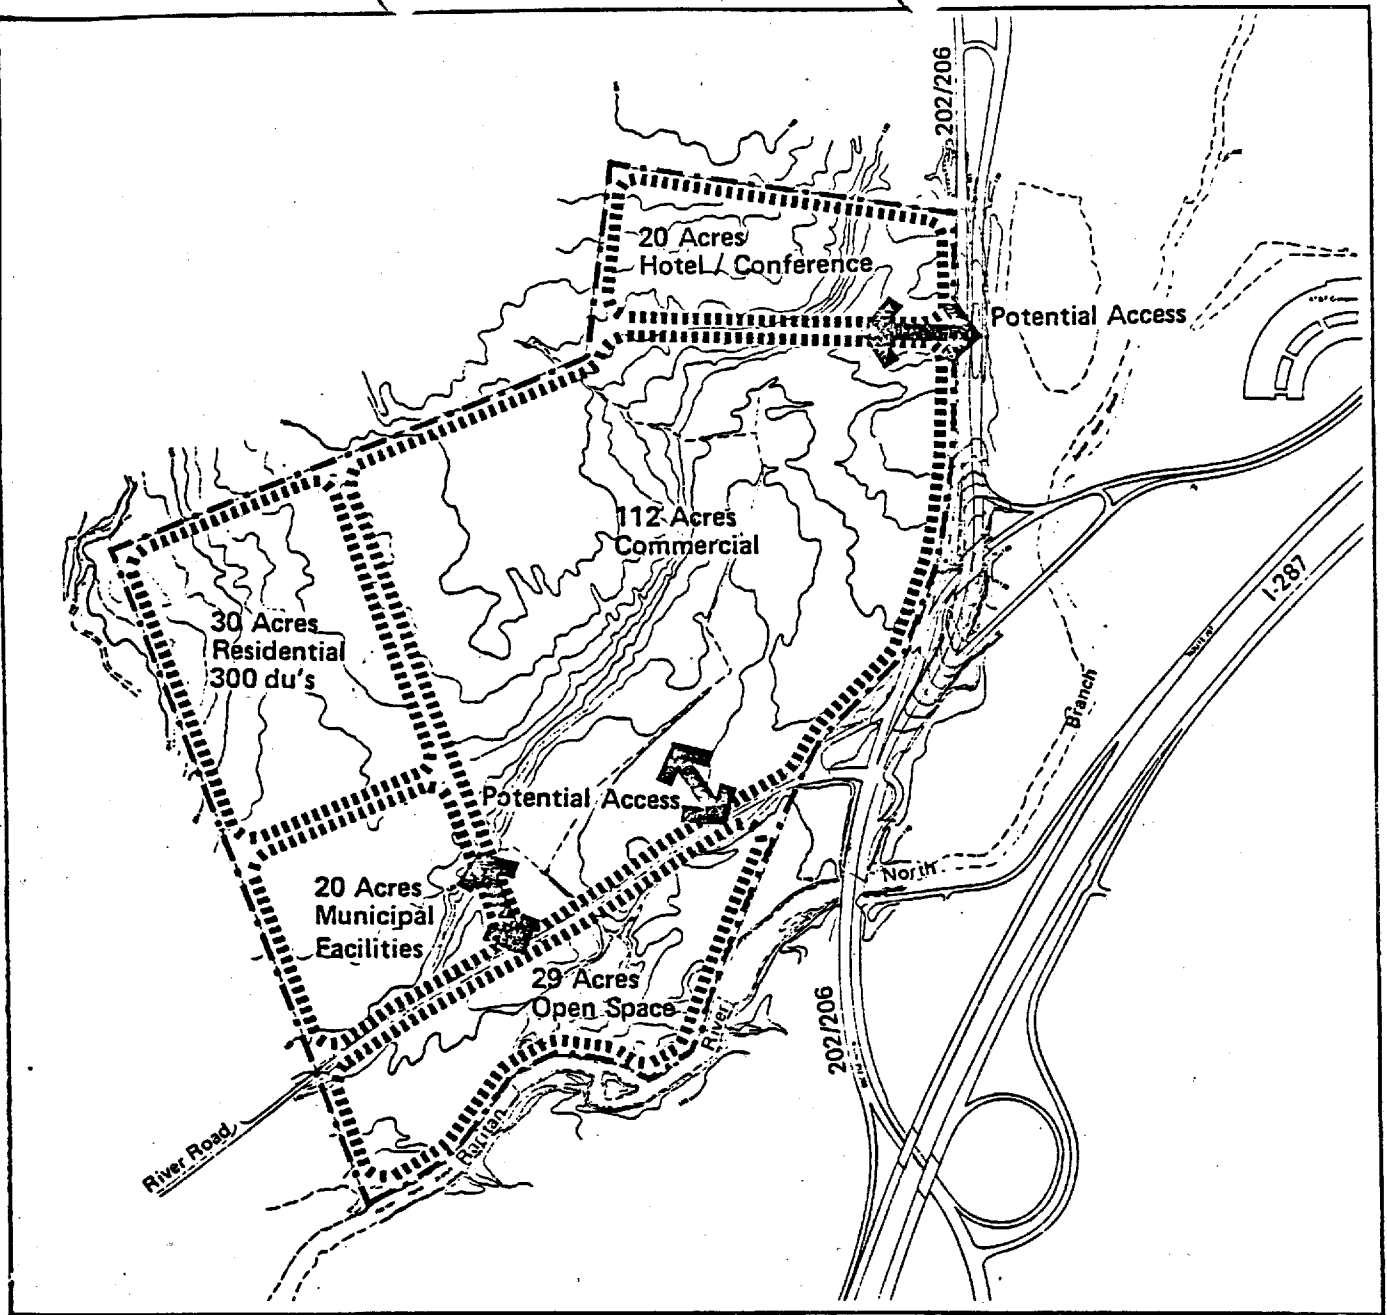 202/206
20 Acres
Hotel / Conference
Potential Access
112 Acres
Commercial
I-287
30 Acres
Residential
300 du's
Branch
Potential Access
North
20 Acres
Municipal
Facilities
29 Acres
Open Space
River
202/206
Raritan
River Road